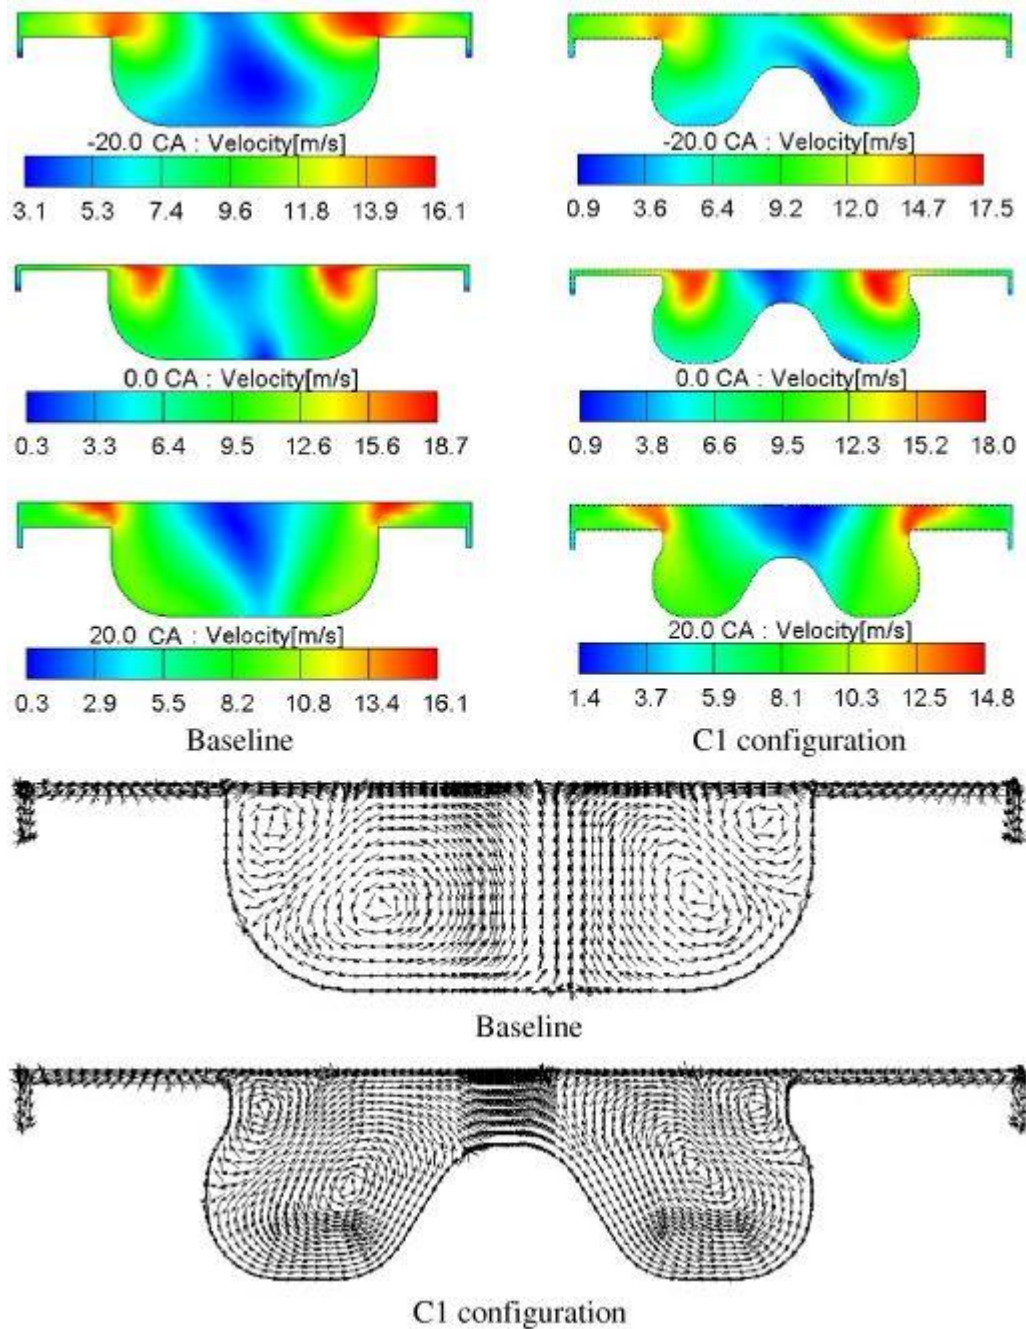 -20.0 CA : Velocity[m/s]
3.1 5.3 7.4 9.6 11.8 13.9 16.1
-20.0 CA : Velocity[m/s]
0.9 3.6 6.4 9.2 12.0 14.7 17.5
0.0 CA : Velocity[m/s]
0.3 3.3 6.4 9.5 12.6 15.6 18.7
0.0 CA : Velocity[m/s]
0.9 3.8 6.6 9.5 12.3 15.2 18.0
20.0 CA : Velocity[m/s]
0.3 2.9 5.5 8.2 10.8 13.4 16.1
20.0 CA : Velocity[m/s]
1.4 3.7 5.9 8.1 10.3 12.5 14.8
Baseline
C1 configuration
Baseline
C1 configuration